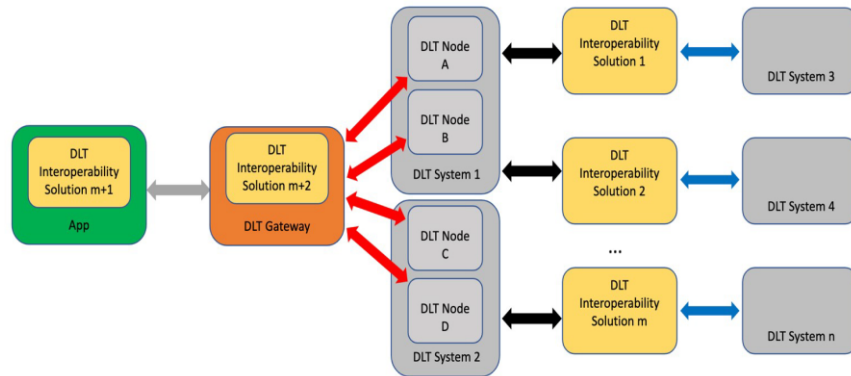 DLT
Interoperability
Solution m+1
App
DLT
Interoperability
Solution m+2
DLT Gateway
DLT Node
A
DLT Node
B
DLT System 1
DLT Node
C
DLT Node
D
DLT System 2
DLT
Interoperability
Solution 1
DLT
Interoperability
Solution 2
...
DLT
Interoperability
Solution m
DLT System 3
DLT System 4
DLT System n